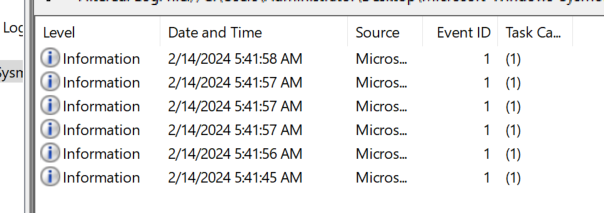 Level Date and Time Source Event ID Task Ca...
Information 2/14/2024 5:41:58 AM Micros... 1 (1)
Information 2/14/2024 5:41:57 AM Micros... 1 (1)
Information 2/14/2024 5:41:57 AM Micros... 1 (1)
Information 2/14/2024 5:41:57 AM Micros... 1 (1)
Information 2/14/2024 5:41:56 AM Micros... 1 (1)
Information 2/14/2024 5:41:45 AM Micros... 1 (1)